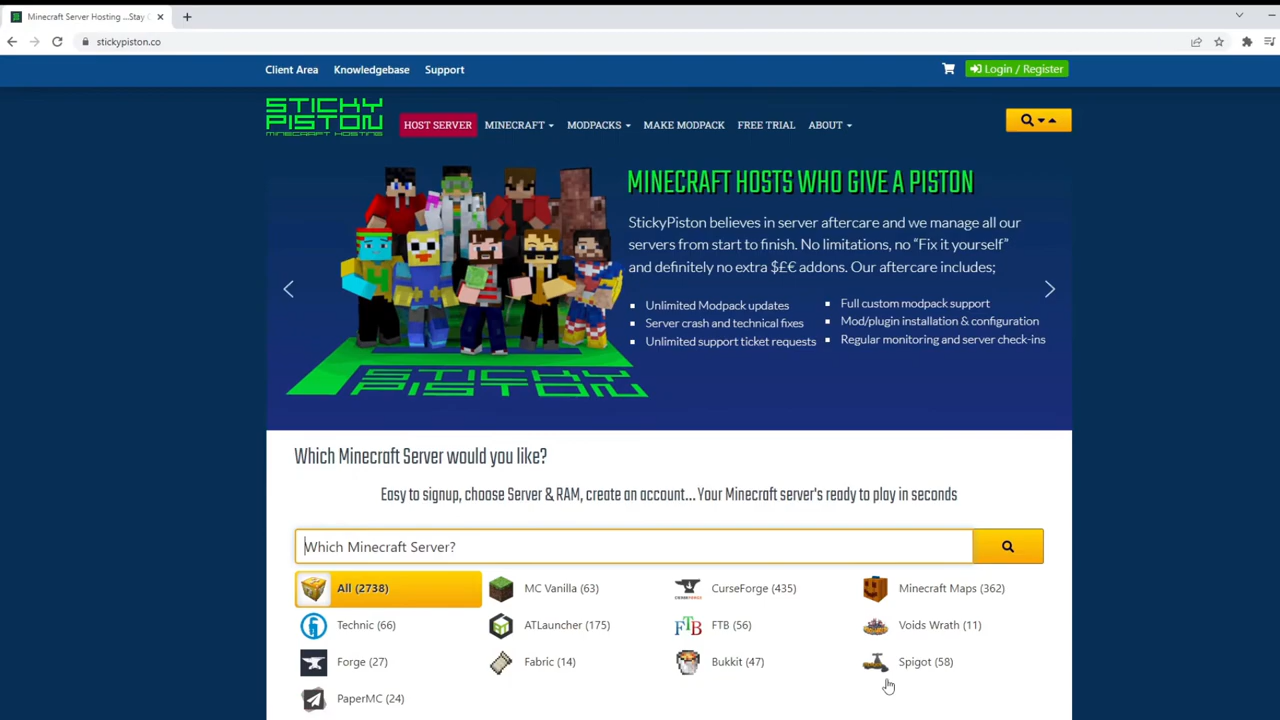 Minecraft Server Hosting ...Stay
stickypiston.co
Client Area Knowledgebase Support
Login / Register
STICKY
PISTON
MINECRAFT HOSTING
HOST SERVER MINECRAFT MODPACKS MAKE MODPACK FREE TRIAL ABOUT
MINECRAFT HOSTS WHO GIVE A PISTON
StickyPiston believes in server aftercare and we manage all our
servers from start to finish. No limitations, no "Fix it yourself"
and definitely no extra $£€ addons. Our aftercare includes;
Unlimited Modpack updates
Server crash and technical fixes
Unlimited support ticket requests
Full custom modpack support
Mod/plugin installation & configuration
Regular monitoring and server check-ins
STICKY
PISTON
Which Minecraft Server would you like?
Easy to signup, choose Server & RAM, create an account... Your Minecraft server's ready to play in seconds
Which Minecraft Server?
All (2738) MC Vanilla (63) CurseForge (435) Minecraft Maps (362)
Technic (66) ATLauncher (175) FTB FTB (56) Voids Wrath (11)
Forge (27) Fabric (14) Bukkit (47) Spigot (58)
PaperMC (24)